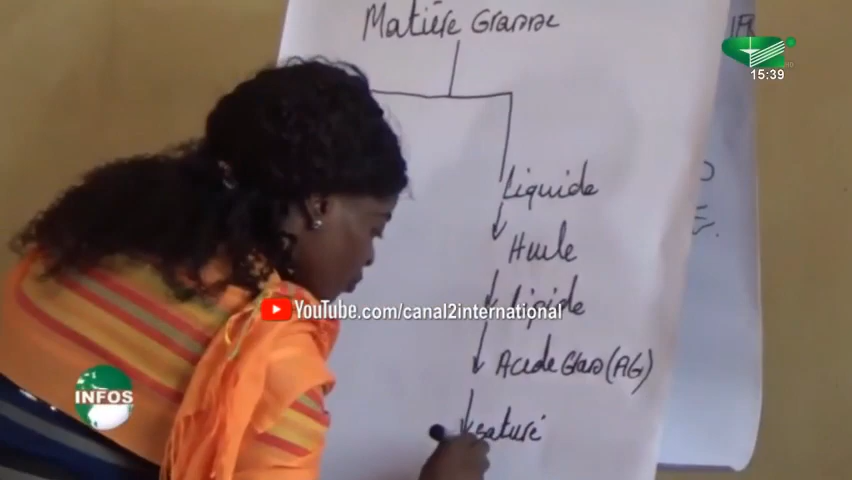 Matière Grasse
15:39
Liquide
Huile
YouTube.com/canal2international
Lipide
Acide Gras (AG)
INFOS
saturé